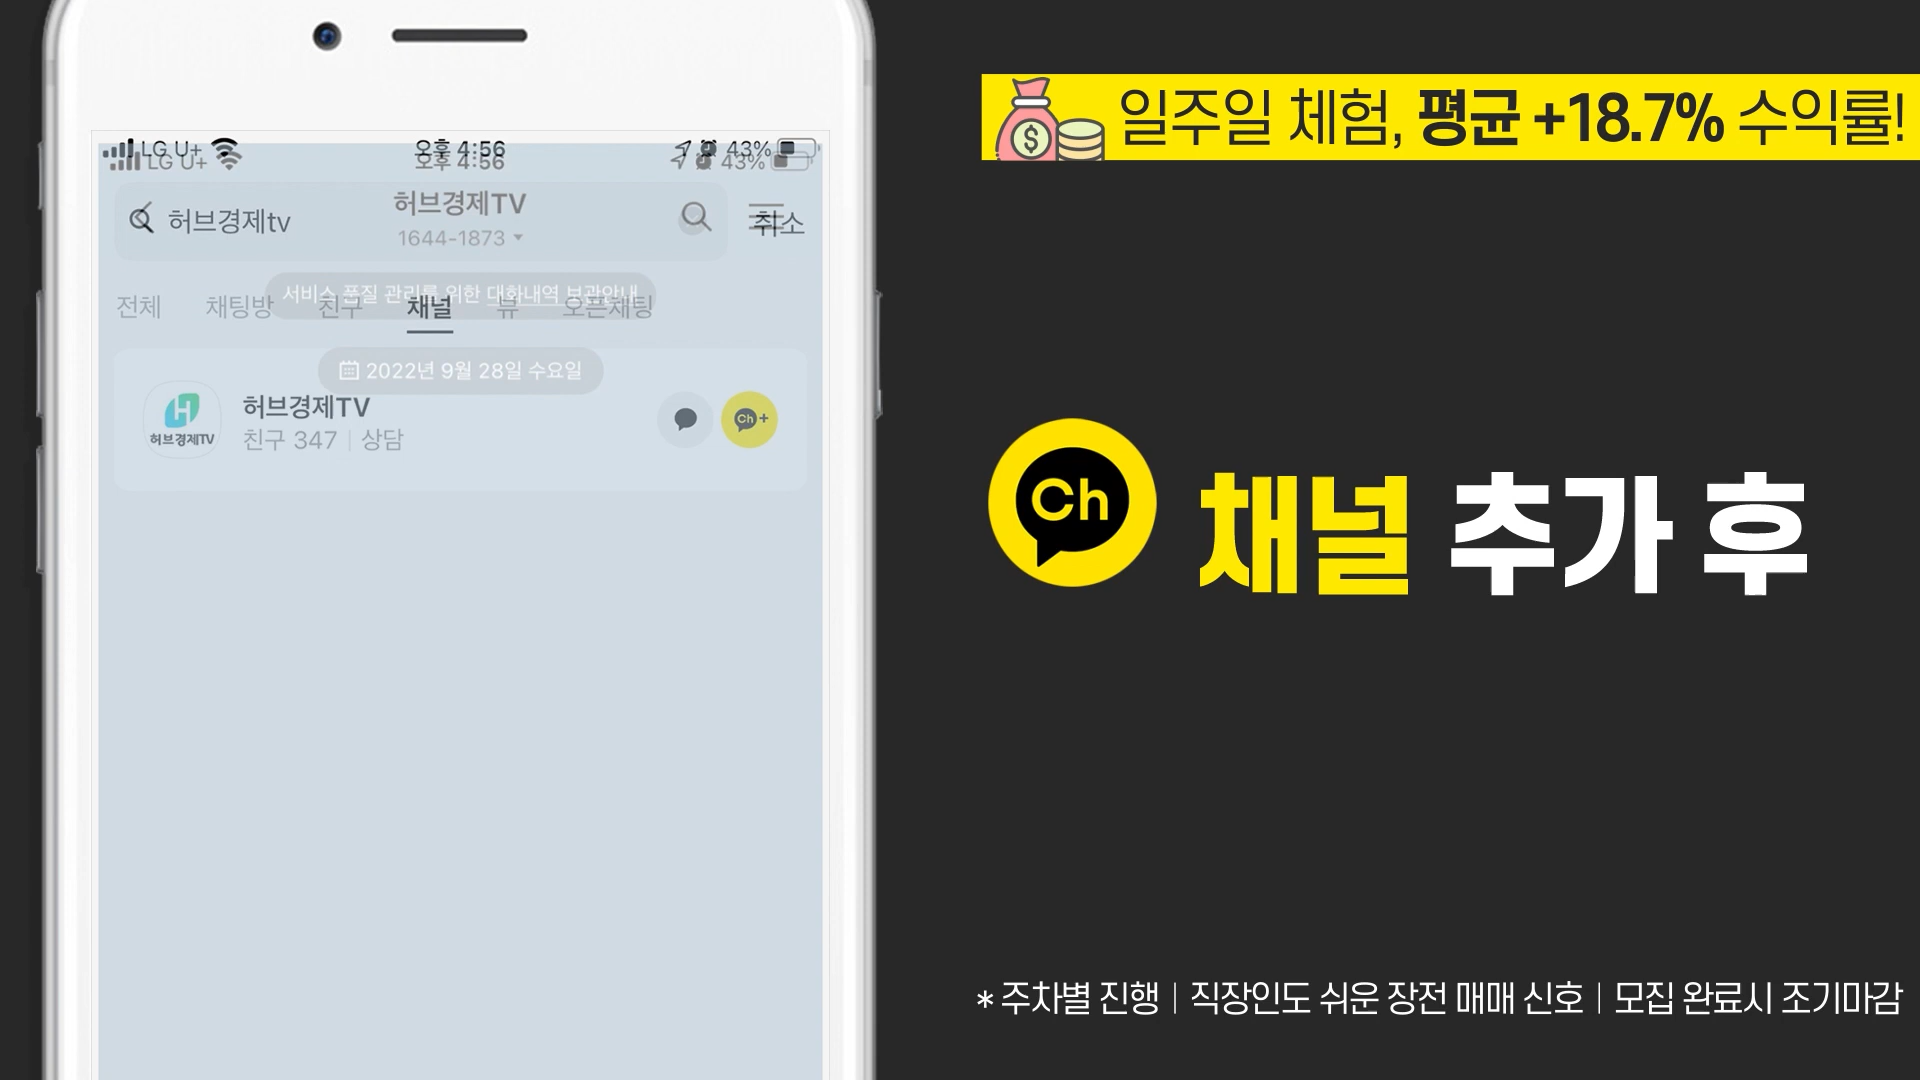 LG U+ 오후 4:56 43%
LG U+ 오후 4:56 43%
허브경제tv 취소
허브경제TV
1644-1873
서비스 품질 관리를 위한 대화내역 보관안내
전체 채팅방 친구 채널 뷰 오픈채팅
2022년 9월 28일 수요일
허브경제TV
허브경제TV
친구 347 | 상담
Ch+
일주일 체험, 평균 +18.7% 수익률!
Ch 채널 추가 후
* 주차별 진행 | 직장인도 쉬운 장전 매매 신호 | 모집 완료시 조기마감